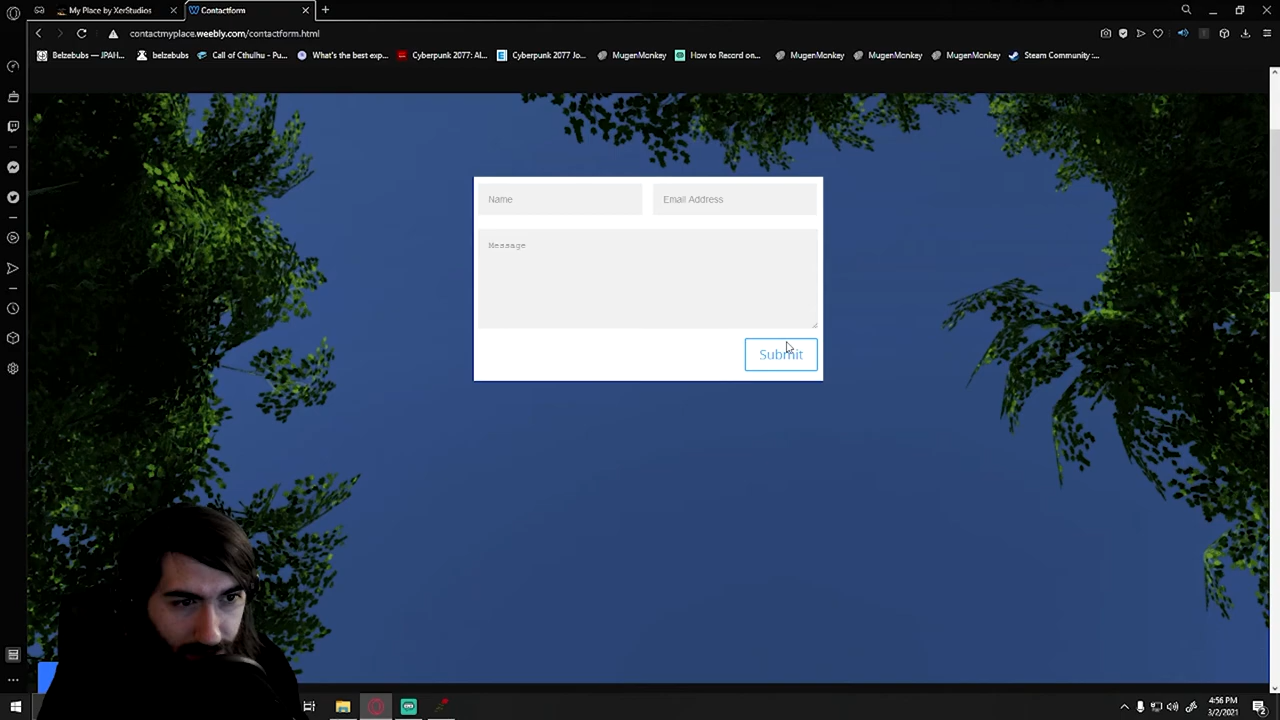 My Place by XerStudios
Contactform
contactmyplace.weebly.com/contactform.html
Belzebubs — JPAH...
belzebubs
Call of Cthulhu - Pu...
What's the best exp...
Cyberpunk 2077: Al...
Cyberpunk 2077 Jo...
MugenMonkey
How to Record on...
MugenMonkey
MugenMonkey
MugenMonkey
Steam Community :...
Name
Email Address
Message
Submit
4:56 PM
3/2/2021
2